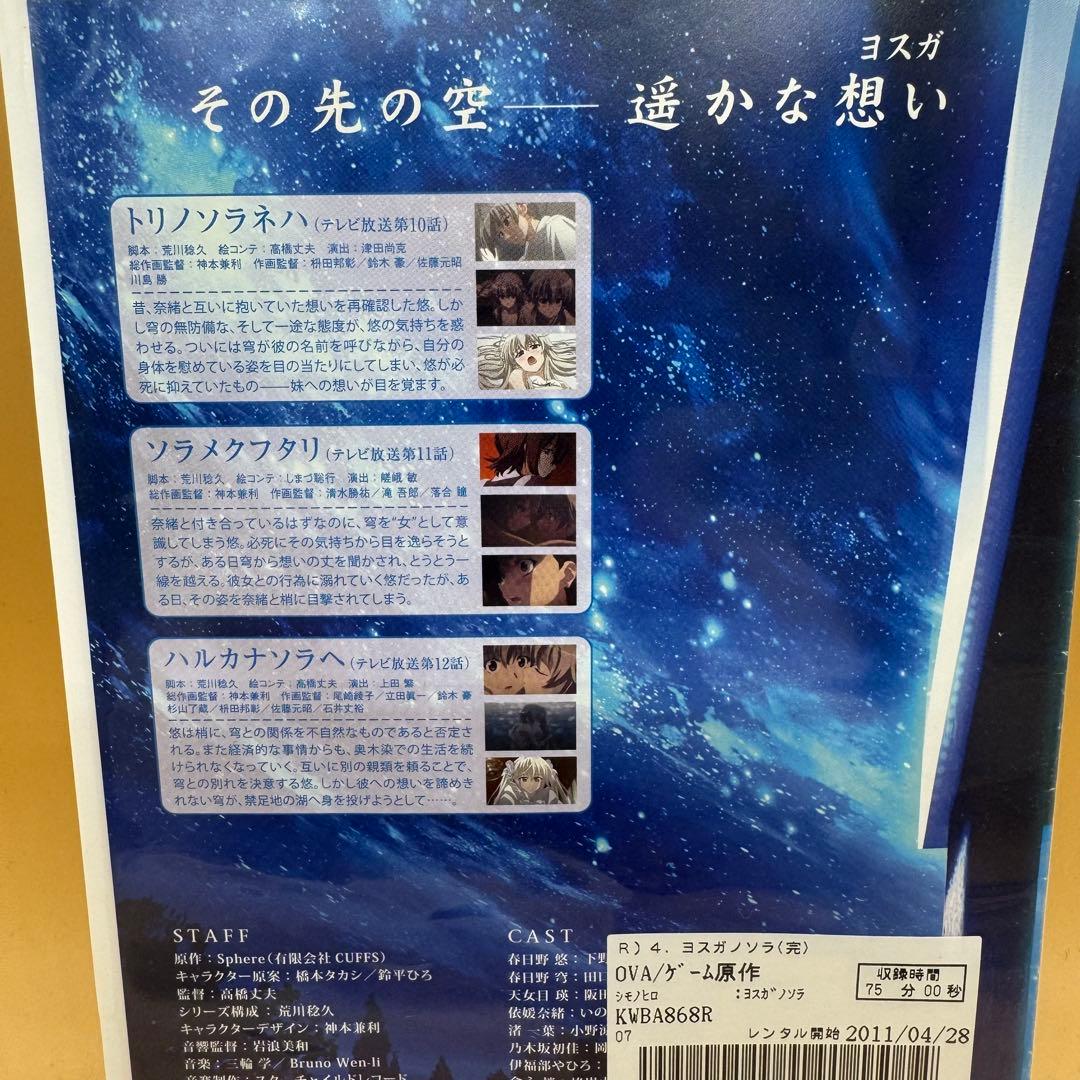 ヨスガ
その先の空――遥かな想い
トリノソラネハ(テレビ放送第10話)
脚本：荒川稔久 絵コンテ：高橋丈夫 演出：津田尚克
総作画監督：神本兼利 作画監督：枡田邦彰／鈴木 豪／佐藤元昭
川島 勝
昔、奈緒と互いに抱いていた想いを再確認した悠。しか
し穹の無防備な、そして一途な態度が、悠の気持ちを惑
わせる。ついには穹が彼の名前を呼びながら、自分の
身体を慰めている姿を目の当たりにしてしまい、悠が必
死に抑えていたもの――妹への想いが目を覚ます。
ソラメクフタリ(テレビ放送第11話)
脚本：荒川稔久 絵コンテ：しまづ聡行 演出：嵯峨 敏
総作画監督：神本兼利 作画監督：清水勝祐／滝 吾郎／落合 瞳
奈緒と付き合っているはずなのに、穹を“女”として意
識してしまう悠。必死にその気持ちから目を逸らそうと
するが、ある日穹から想いの丈を聞かされ、とうとう一
線を越える。彼女との行為に溺れていく悠だったが、あ
る日、その姿を奈緒と梢に目撃されてしまう。
ハルカナソラヘ(テレビ放送第12話)
脚本：荒川稔久 絵コンテ：高橋丈夫 演出：上田 繁
総作画監督：神本兼利 作画監督：尾崎綾子／立田眞一／鈴木 豪
杉山了蔵／枡田邦彰／佐藤元昭／石井丈裕
悠は梢に、穹との関係を不自然なものであると否定さ
れる。また経済的な事情からも、奥木染での生活を続
けられなくなっていく。互いに別の親類を頼ることで、
穹との別れを決意する悠。しかし彼への想いを諦めき
れない穹が、禁足地の湖へ身を投げようとして……。
STAFF
原作：Sphere(有限会社 CUFFS)
キャラクター原案：橋本タカシ／鈴平ひろ
監督：高橋丈夫
シリーズ構成：荒川稔久
キャラクターデザイン：神本兼利
音響監督：岩浪美和
音楽：三輪 学／Bruno Wen-li
音楽制作：スターチャイルドレコード
CAST
春日野 悠：下野
春日野 穹：田口
天女目 瑛：阪田
依媛奈緒：いの
渚 一葉：小野涼
乃木坂初佳：岡
伊福部やひろ：
R)4. ヨスガノソラ(完)
OVA/ゲーム原作
シモノヒロ :ヨスガノソラ
KWBA868R
07
収録時間
75 分 00 秒
レンタル開始 2011/04/28